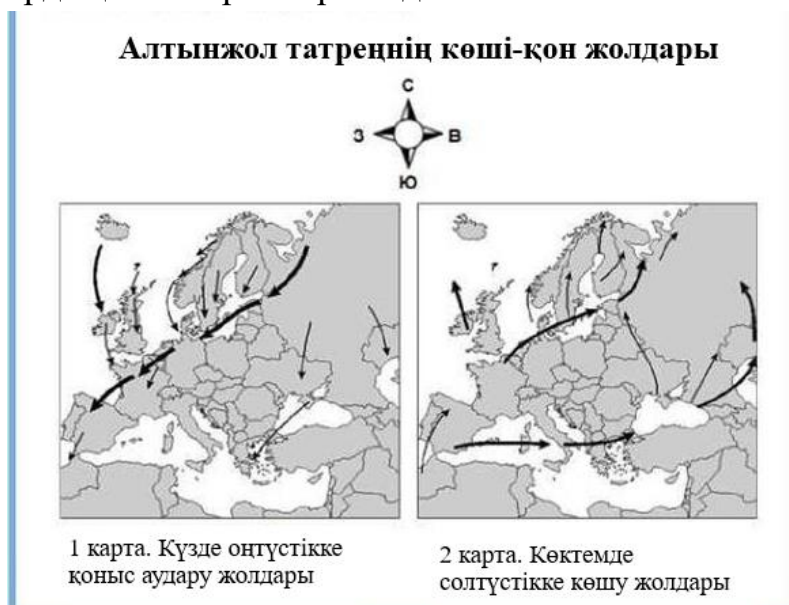 Алтынжол татреңнің көші-қон жолдары
С
З В
Ю
1 карта. Күзде оңтүстікке
қоныс аудару жолдары
2 карта. Көктемде
солтүстікке көшу жолдары